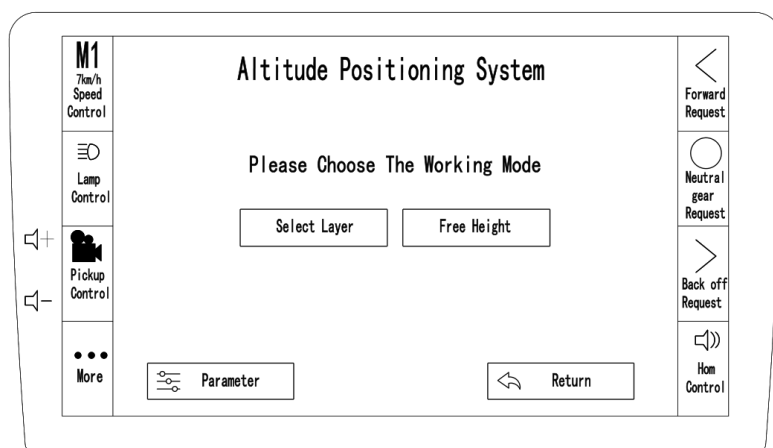 M1
7km/h
Speed
Control
Lamp
Control
Pickup
Control
More
Altitude Positioning System
Please Choose The Working Mode
Select Layer
Free Height
Parameter
Return
Forward
Request
Neutral
gear
Request
Back off
Request
Hom
Control